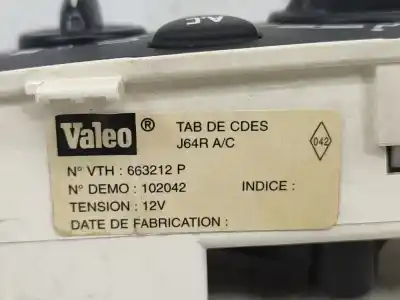 A.C
Valeo ®
TAB DE CDES
J64R A/C
042
N° VTH : 663212 P
N° DEMO : 102042
INDICE :
TENSION : 12V
DATE DE FABRICATION :